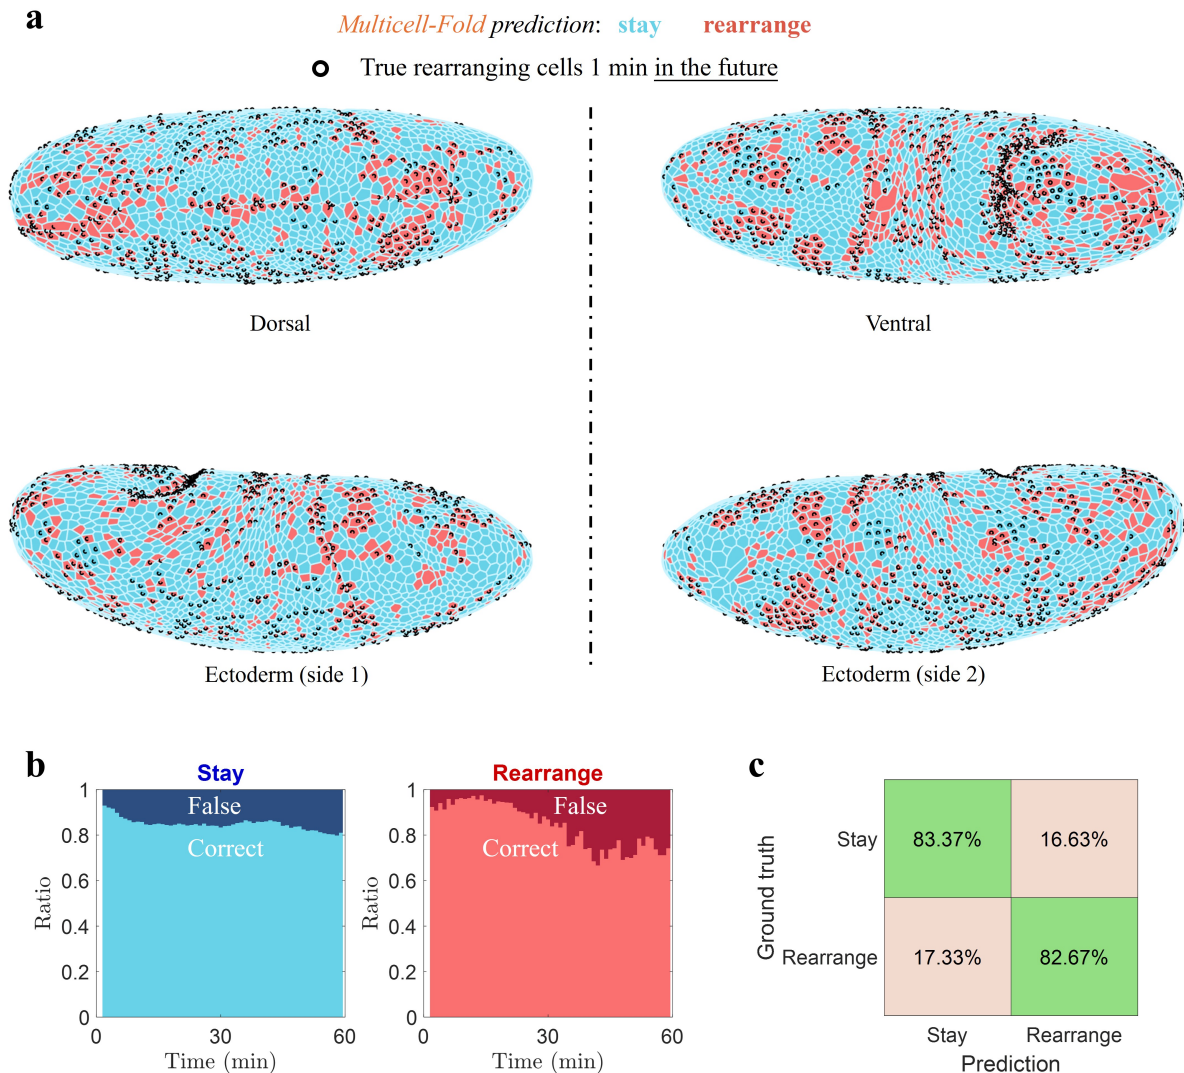 a
Multicell-Fold prediction: stay rearrange
True rearranging cells 1 min in the future
Dorsal
Ventral
Ectoderm (side 1)
Ectoderm (side 2)
b
Stay
False
Correct
Ratio
1
0.8
0.6
0.4
0.2
0
0
30
60
Time (min)
Rearrange
False
Correct
Ratio
1
0.8
0.6
0.4
0.2
0
0
30
60
Time (min)
c
Ground truth
Stay
83.37%
16.63%
Rearrange
17.33%
82.67%
Stay
Rearrange
Prediction